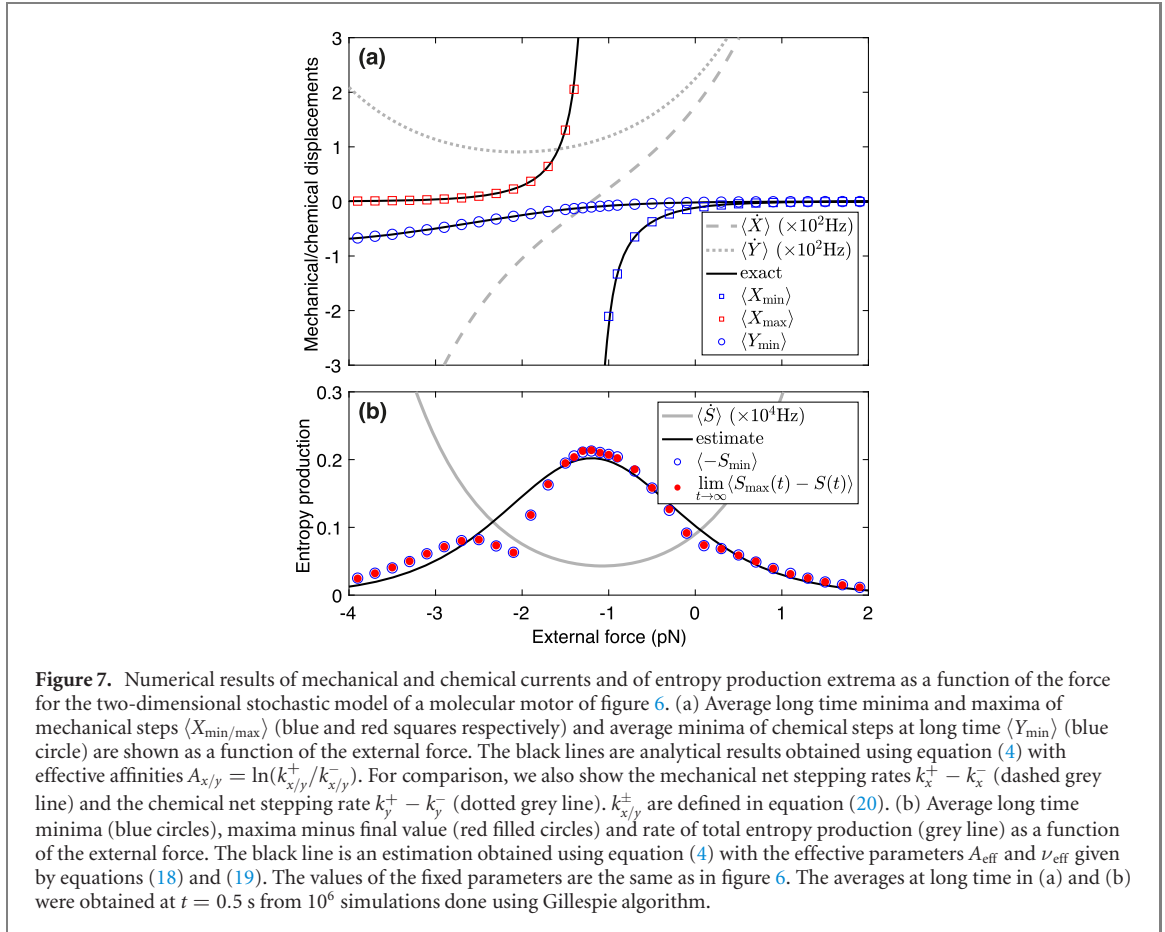 (a)
3
2
1
0
-1
-2
-3
Mechanical/chemical displacements
⟨Ẋ⟩ (×10²Hz)
⟨Ẏ⟩ (×10²Hz)
exact
⟨X_min⟩
⟨X_max⟩
⟨Y_min⟩
(b)
0.3
0.2
0.1
0
Entropy production
⟨Ṡ⟩ (×10⁴Hz)
estimate
⟨−S_min⟩
lim_{t→∞}⟨S_max(t) − S(t)⟩
-4 -3 -2 -1 0 1 2
External force (pN)
Figure 7. Numerical results of mechanical and chemical currents and of entropy production extrema as a function of the force
for the two-dimensional stochastic model of a molecular motor of figure 6. (a) Average long time minima and maxima of
mechanical steps ⟨X_min/max⟩ (blue and red squares respectively) and average minima of chemical steps at long time ⟨Y_min⟩ (blue
circle) are shown as a function of the external force. The black lines are analytical results obtained using equation (4) with
effective affinities A_x/y = ln(k⁺_x/y/k⁻_x/y). For comparison, we also show the mechanical net stepping rates k⁺_x − k⁻_x (dashed grey
line) and the chemical net stepping rate k⁺_y − k⁻_y (dotted grey line). k^±_x/y are defined in equation (20). (b) Average long time
minima (blue circles), maxima minus final value (red filled circles) and rate of total entropy production (grey line) as a function
of the external force. The black line is an estimation obtained using equation (4) with the effective parameters A_eff and ν_eff given
by equations (18) and (19). The values of the fixed parameters are the same as in figure 6. The averages at long time in (a) and (b)
were obtained at t = 0.5 s from 10⁶ simulations done using Gillespie algorithm.